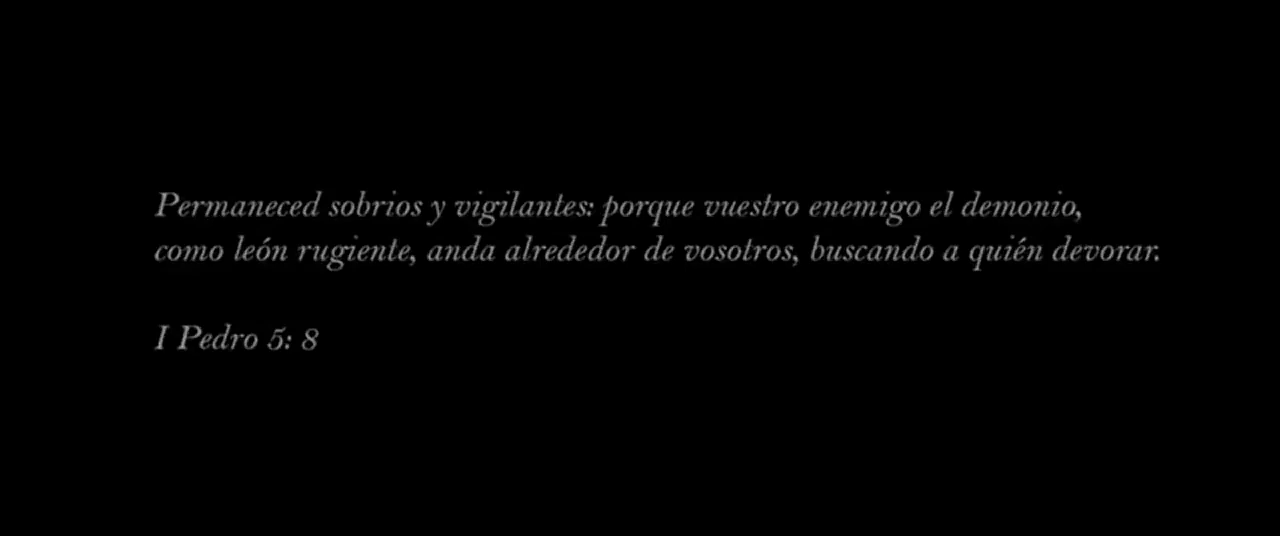 Permaneced sobrios y vigilantes: porque vuestro enemigo el demonio,
como león rugiente, anda alrededor de vosotros, buscando a quién devorar.
I Pedro 5: 8